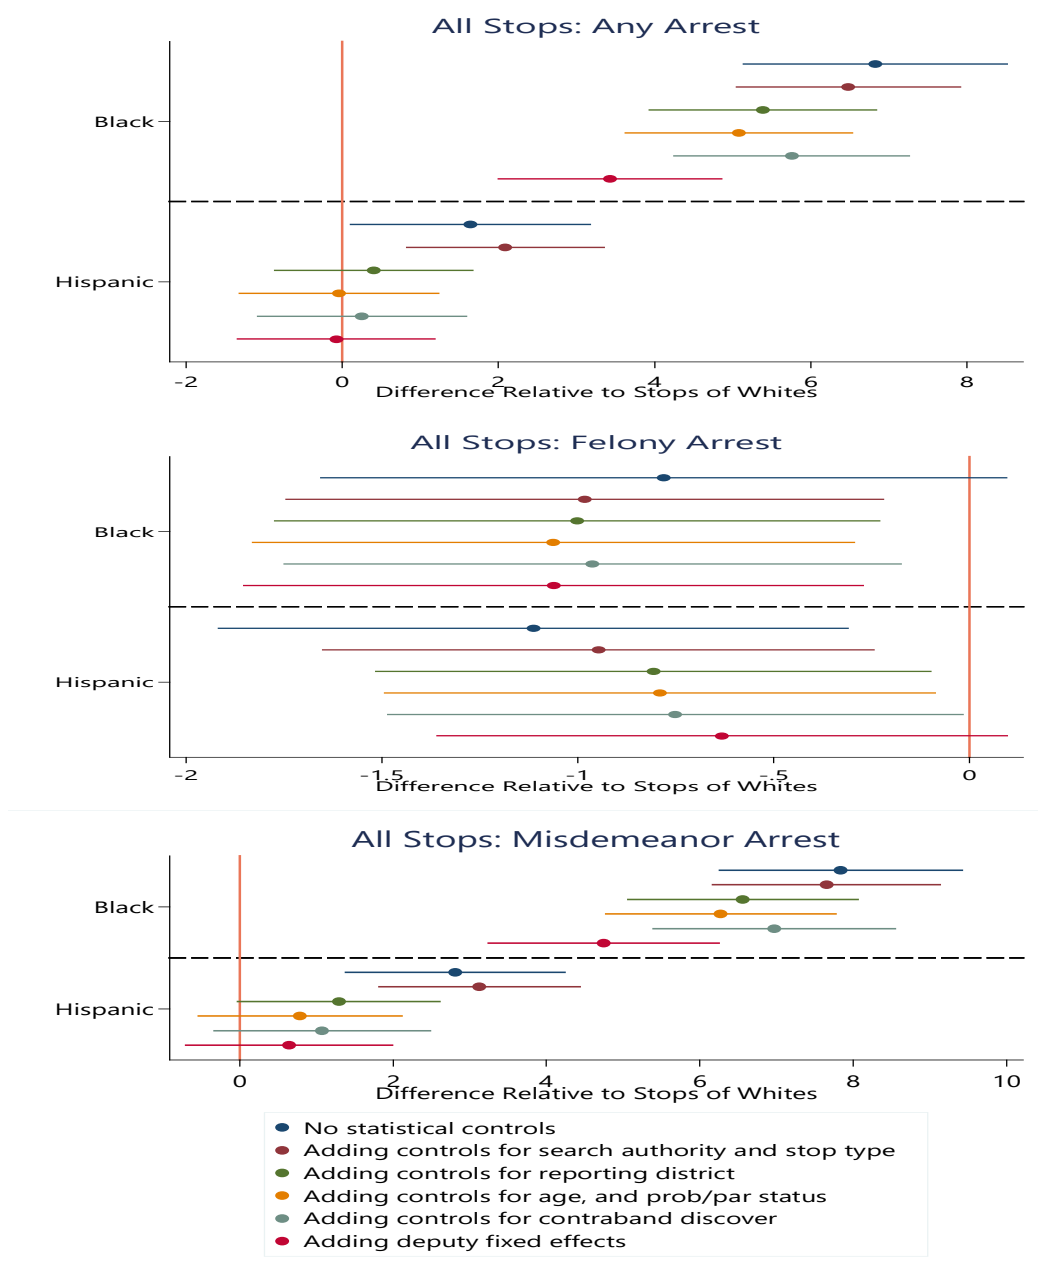 All Stops: Any Arrest
Black
Hispanic
-2 0 2 4 6 8
Difference Relative to Stops of Whites
All Stops: Felony Arrest
Black
Hispanic
-2 -1.5 -1 -.5 0
Difference Relative to Stops of Whites
All Stops: Misdemeanor Arrest
Black
Hispanic
0 2 4 6 8 10
Difference Relative to Stops of Whites
No statistical controls
Adding controls for search authority and stop type
Adding controls for reporting district
Adding controls for age, and prob/par status
Adding controls for contraband discover
Adding deputy fixed effects